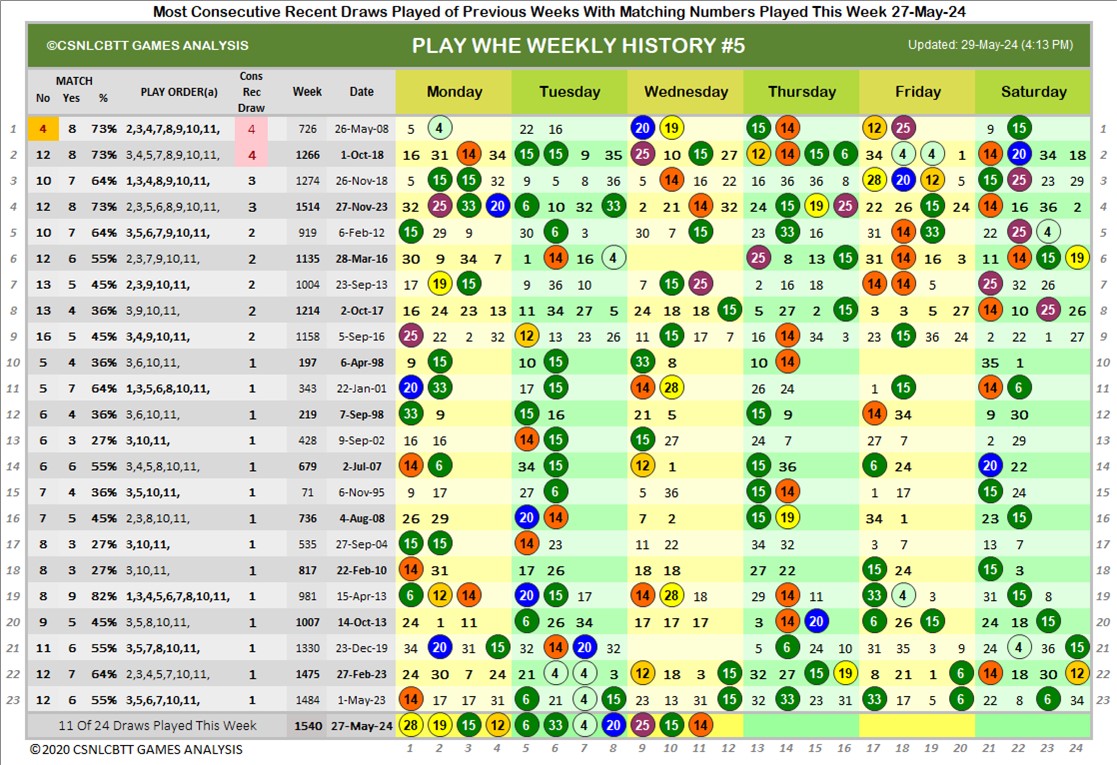 Most Consecutive Recent Draws Played of Previous Weeks With Matching Numbers Played This Week 27-May-24
©CSNLCBTT GAMES ANALYSIS PLAY WHE WEEKLY HISTORY #5 Updated: 29-May-24 (4:13 PM)
MATCH Cons
No Yes % PLAY ORDER(a) Rec Week Date Monday Tuesday Wednesday Thursday Friday Saturday
Draw
1 4 8 73% 2,3,4,7,8,9,10,11, 4 726 26-May-08 5 4 22 16 20 19 15 14 12 25 9 15 1
2 12 8 73% 3,4,5,7,8,9,10,11, 4 1266 1-Oct-18 16 31 14 34 15 15 9 35 25 10 15 27 12 14 15 6 34 4 4 1 14 20 34 18 2
3 10 7 64% 1,3,4,8,9,10,11, 3 1274 26-Nov-18 5 15 15 32 9 5 8 36 5 14 16 22 16 36 36 8 28 20 12 5 15 25 23 29 3
4 12 8 73% 2,3,5,6,8,9,10,11, 3 1514 27-Nov-23 32 25 33 20 6 10 32 33 2 21 14 32 24 15 19 25 22 26 15 24 14 16 36 2 4
5 10 7 64% 3,5,6,7,9,10,11, 2 919 6-Feb-12 15 29 9 30 6 3 30 7 15 23 33 16 31 14 33 22 25 4 5
6 12 6 55% 2,3,7,9,10,11, 2 1135 28-Mar-16 30 9 34 7 1 14 16 4 25 8 13 15 31 14 16 3 11 14 15 19 6
7 13 5 45% 2,3,9,10,11, 2 1004 23-Sep-13 17 19 15 9 36 10 7 15 25 2 16 18 14 14 5 25 32 26 7
8 13 4 36% 3,9,10,11, 2 1214 2-Oct-17 16 24 23 13 11 34 27 5 24 18 18 15 5 27 2 15 3 3 5 27 14 10 25 26 8
9 16 5 45% 3,4,9,10,11, 2 1158 5-Sep-16 25 22 2 32 12 13 23 26 11 15 17 7 16 14 34 3 23 15 36 24 2 22 1 27 9
10 5 4 36% 3,6,10,11, 1 197 6-Apr-98 9 15 10 15 33 8 10 14 35 1 10
11 5 7 64% 1,3,5,6,8,10,11, 1 343 22-Jan-01 20 33 17 15 14 28 26 24 1 15 14 6 11
12 6 4 36% 3,6,10,11, 1 219 7-Sep-98 33 9 15 16 21 5 15 9 14 34 9 30 12
13 6 3 27% 3,10,11, 1 428 9-Sep-02 16 16 14 15 15 27 24 7 27 7 2 29 13
14 6 6 55% 3,4,5,8,10,11, 1 679 2-Jul-07 14 6 34 15 12 1 15 36 6 24 20 22 14
15 7 4 36% 3,5,10,11, 1 71 6-Nov-95 9 17 27 6 5 36 15 14 1 17 15 24 15
16 7 5 45% 2,3,8,10,11, 1 736 4-Aug-08 26 29 20 14 7 2 15 19 34 1 23 15 16
17 8 3 27% 3,10,11, 1 535 27-Sep-04 15 15 14 23 11 22 34 32 3 7 13 7 17
18 8 3 27% 3,10,11, 1 817 22-Feb-10 14 31 17 26 18 18 27 22 15 24 15 3 18
19 8 9 82% 1,3,4,5,6,7,8,10,11, 1 981 15-Apr-13 6 12 14 20 15 17 14 28 18 29 14 11 33 4 3 31 15 8 19
20 9 5 45% 3,5,8,10,11, 1 1007 14-Oct-13 24 1 11 6 26 34 17 17 17 3 14 20 6 26 15 24 18 15 20
21 11 6 55% 3,5,7,8,10,11, 1 1330 23-Dec-19 34 20 31 15 32 14 20 32 5 6 24 10 31 35 3 9 24 4 36 15 21
22 12 7 64% 2,3,4,5,7,10,11, 1 1475 27-Feb-23 24 30 7 24 21 4 4 3 12 18 3 15 32 27 15 19 8 21 1 6 14 18 30 12 22
23 12 6 55% 3,5,6,7,10,11, 1 1484 1-May-23 14 17 17 31 6 21 4 15 23 13 31 15 12 33 23 31 33 15 17 6 22 8 6 34 23
11 Of 24 Draws Played This Week 1540 27-May-24 28 19 15 12 6 33 4 20 25 15 14
© 2020 CSNLCBTT GAMES ANALYSIS 1 2 3 4 5 6 7 8 9 10 11 12 13 14 15 16 17 18 19 20 21 22 23 24